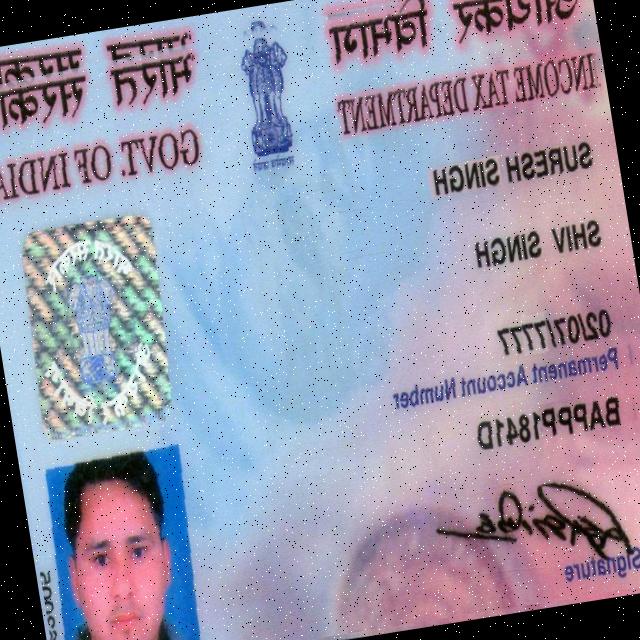 आयकर विभाग
INCOME TAX DEPARTMENT
भारत सरकार
GOVT. OF INDIA
SURESH SINGH
SHIV SINGH
02/07/7777
Permanent Account Number
BAPPP1841D
Signature